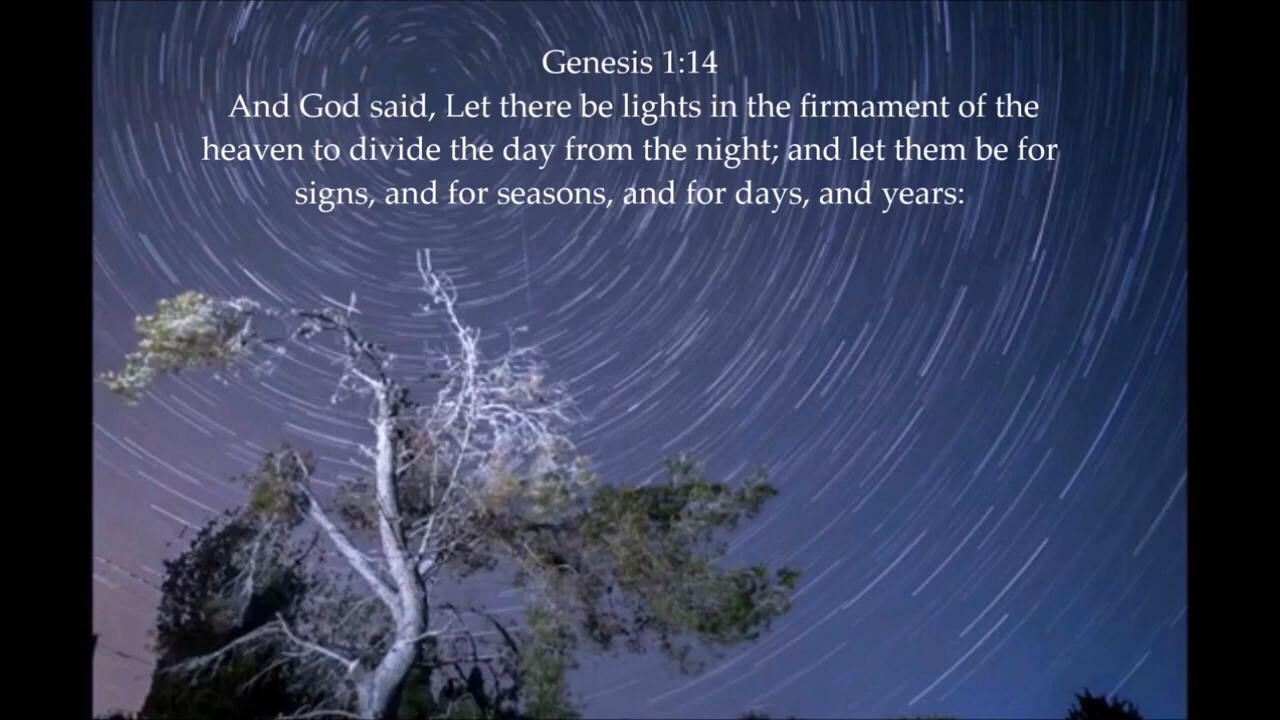 Genesis 1:14
And God said, Let there be lights in the firmament of the
heaven to divide the day from the night; and let them be for
signs, and for seasons, and for days, and years: